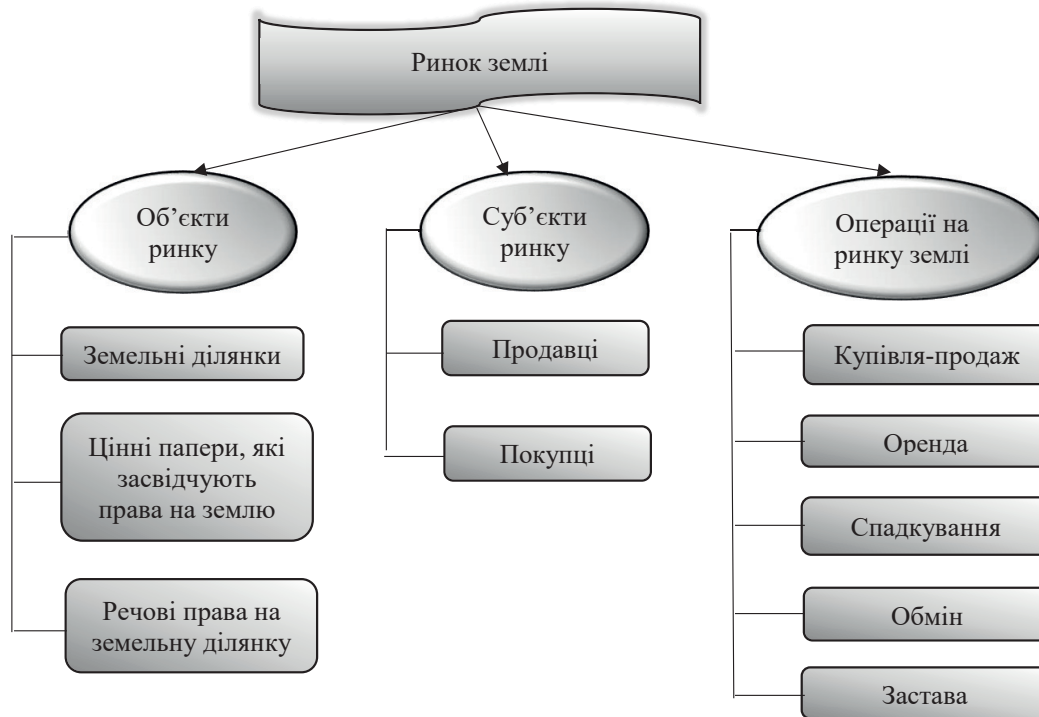 Ринок землі
Об’єкти
ринку
Земельні ділянки
Цінні папери, які
засвідчують
права на землю
Речові права на
земельну ділянку
Суб’єкти
ринку
Продавці
Покупці
Операції на
ринку землі
Купівля-продаж
Оренда
Спадкування
Обмін
Застава